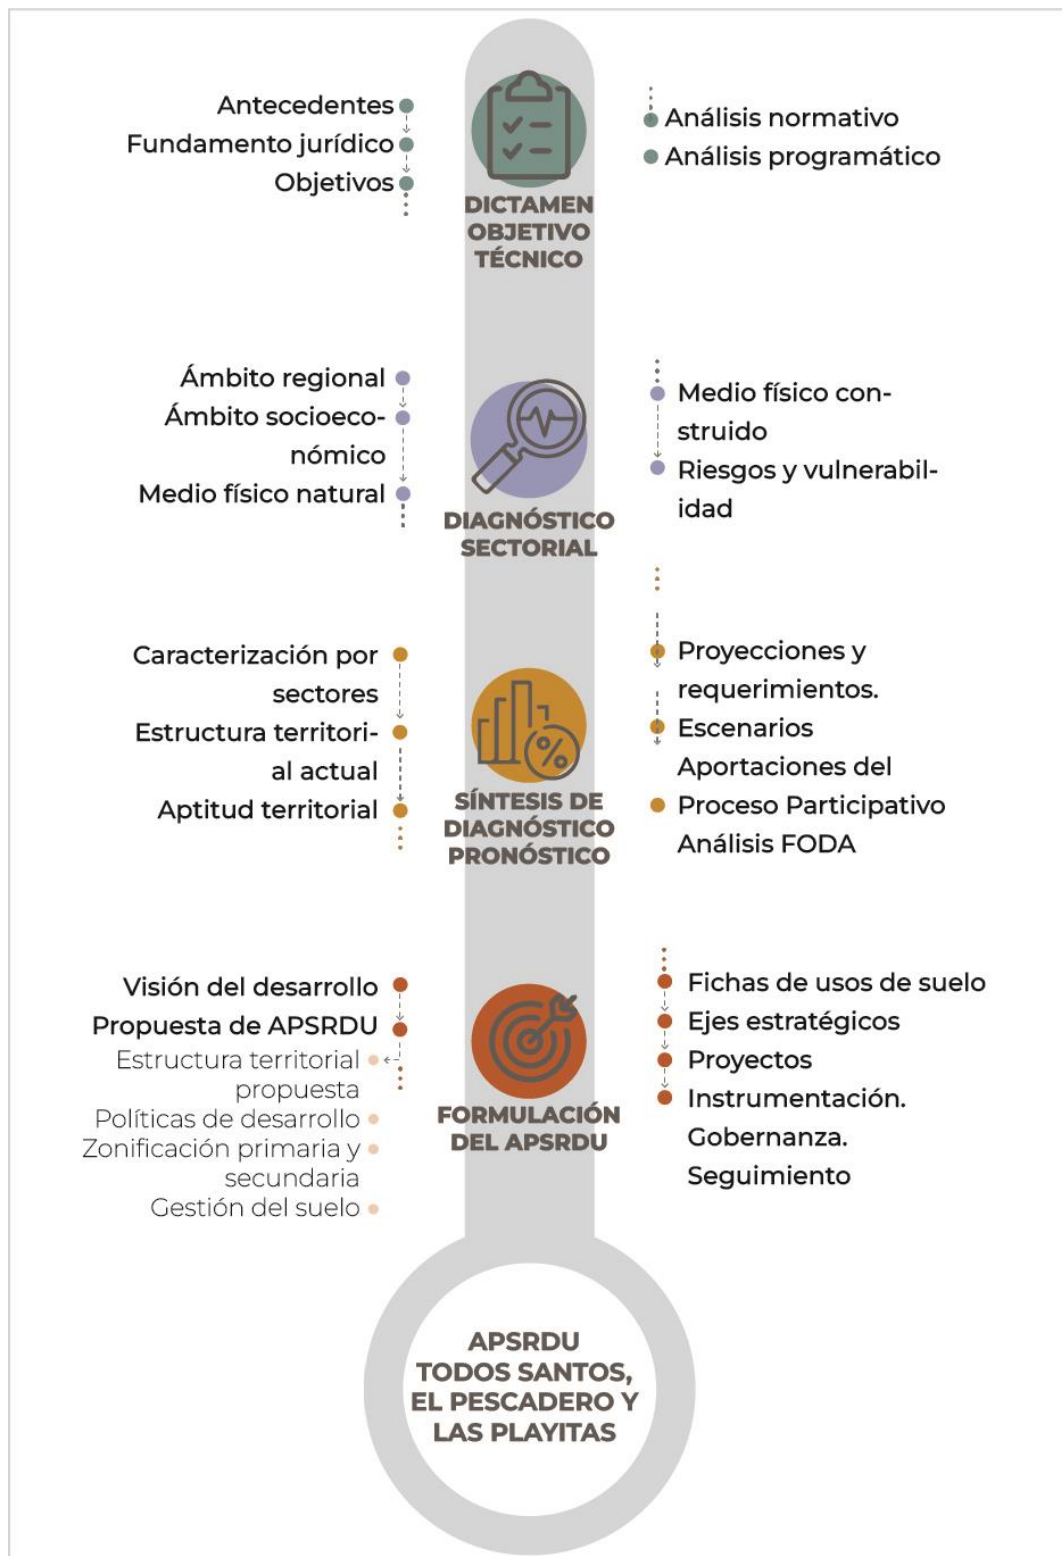 Antecedentes
Fundamento jurídico
Objetivos
DICTAMEN
OBJETIVO
TÉCNICO
Análisis normativo
Análisis programático
Ámbito regional
Ámbito socioeco-
nómico
Medio físico natural
DIAGNÓSTICO
SECTORIAL
Medio físico con-
struido
Riesgos y vulnerabil-
idad
Caracterización por
sectores
Estructura territori-
al actual
Aptitud territorial
%
SÍNTESIS DE
DIAGNÓSTICO
PRONÓSTICO
Proyecciones y
requerimientos.
Escenarios
Aportaciones del
Proceso Participativo
Análisis FODA
Visión del desarrollo
Propuesta de APSRDU
Estructura territorial
propuesta
Políticas de desarrollo
Zonificación primaria y
secundaria
Gestión del suelo
FORMULACIÓN
DEL APSRDU
Fichas de usos de suelo
Ejes estratégicos
Proyectos
Instrumentación.
Gobernanza.
Seguimiento
APSRDU
TODOS SANTOS,
EL PESCADERO Y
LAS PLAYITAS